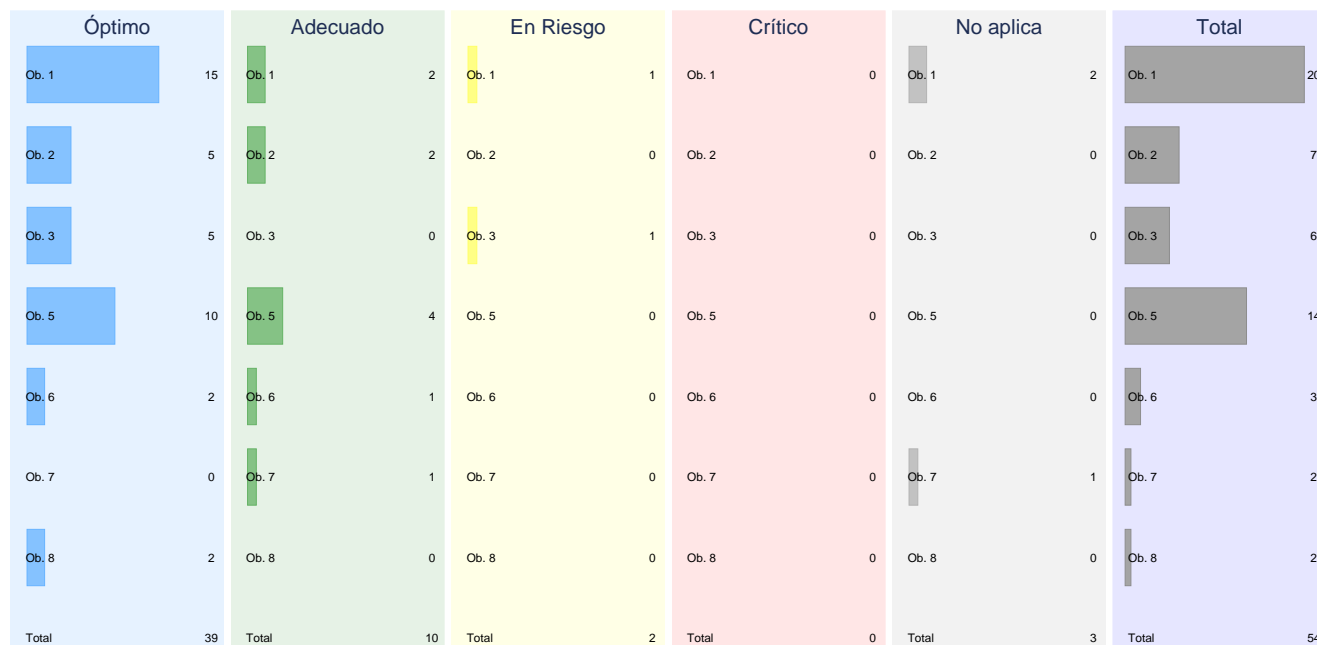 Óptimo Adecuado En Riesgo Crítico No aplica Total
Ob. 1 15 Ob. 1 2 Ob. 1 1 Ob. 1 0 Ob. 1 2 Ob. 1 20
Ob. 2 5 Ob. 2 2 Ob. 2 0 Ob. 2 0 Ob. 2 0 Ob. 2 7
Ob. 3 5 Ob. 3 0 Ob. 3 1 Ob. 3 0 Ob. 3 0 Ob. 3 6
Ob. 5 10 Ob. 5 4 Ob. 5 0 Ob. 5 0 Ob. 5 0 Ob. 5 14
Ob. 6 2 Ob. 6 1 Ob. 6 0 Ob. 6 0 Ob. 6 0 Ob. 6 3
Ob. 7 0 Ob. 7 1 Ob. 7 0 Ob. 7 0 Ob. 7 1 Ob. 7 2
Ob. 8 2 Ob. 8 0 Ob. 8 0 Ob. 8 0 Ob. 8 0 Ob. 8 2
Total 39 Total 10 Total 2 Total 0 Total 3 Total 54